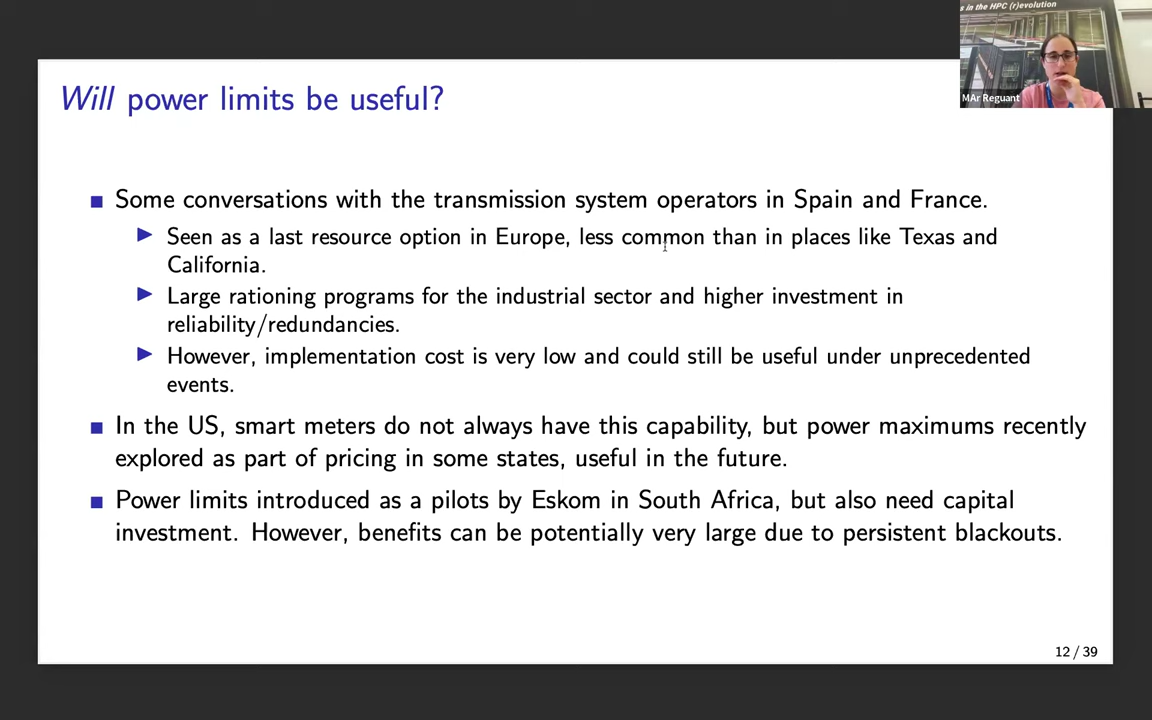 s in the HPC (r)evolution
MAr Reguant
Will power limits be useful?
Some conversations with the transmission system operators in Spain and France.
Seen as a last resource option in Europe, less common than in places like Texas and
California.
Large rationing programs for the industrial sector and higher investment in
reliability/redundancies.
However, implementation cost is very low and could still be useful under unprecedented
events.
In the US, smart meters do not always have this capability, but power maximums recently
explored as part of pricing in some states, useful in the future.
Power limits introduced as a pilots by Eskom in South Africa, but also need capital
investment. However, benefits can be potentially very large due to persistent blackouts.
12 / 39